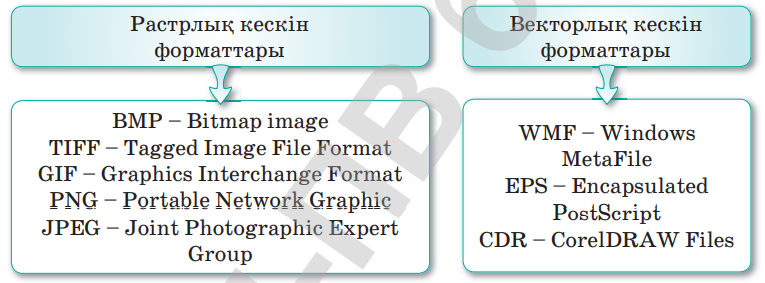 Растрлық кескін
форматтары
BMP – Bitmap image
TIFF – Tagged Image File Format
GIF – Graphics Interchange Format
PNG – Portable Network Graphic
JPEG – Joint Photographic Expert
Group
Векторлық кескін
форматтары
WMF – Windows
MetaFile
EPS – Encapsulated
PostScript
CDR – CorelDRAW Files